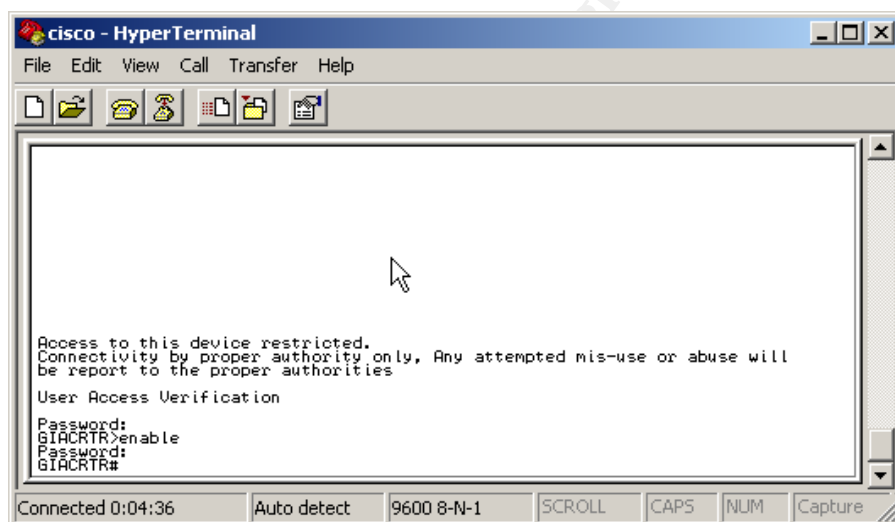 cisco - HyperTerminal
File Edit View Call Transfer Help
Access to this device restricted.
Connectivity by proper authority only, Any attempted mis-use or abuse will
be report to the proper authorities
User Access Verification
Password:
GIACRTR>enable
Password:
GIACRTR#
Connected 0:04:36 Auto detect 9600 8-N-1 SCROLL CAPS NUM Capture